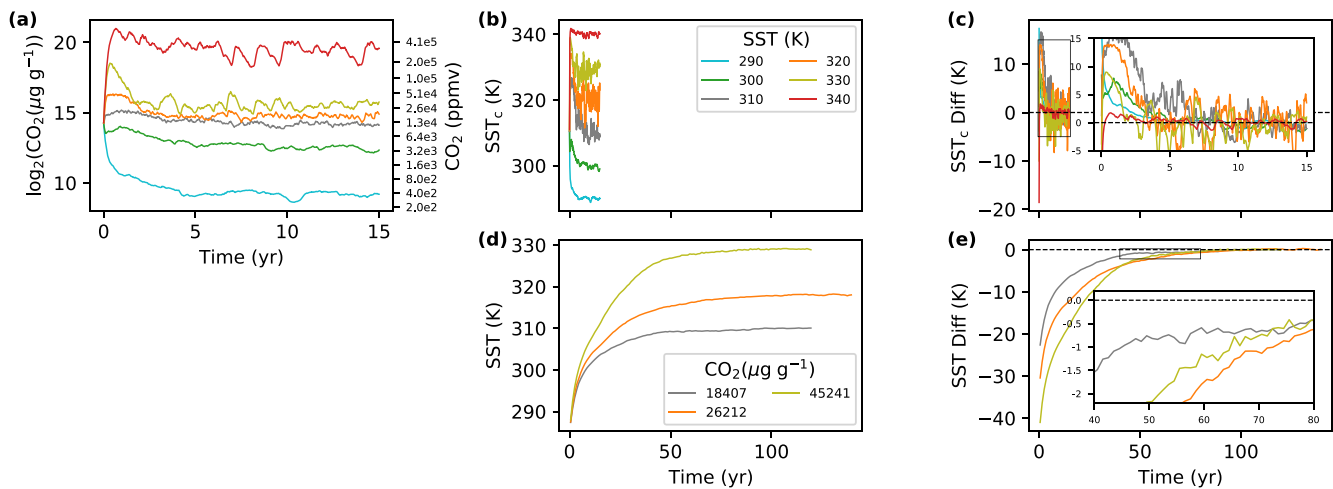 (a)
log₂(CO₂(μg g⁻¹))
20
15
10
0
5
10
15
Time (yr)
4.1e5
2.0e5
1.0e5
5.1e4
2.6e4
1.3e4
6.4e3
3.2e3
1.6e3
8.0e2
4.0e2
2.0e2
CO₂ (ppmv)
(b)
SST_c (K)
340
320
300
SST (K)
290
300
310
320
330
340
(c)
SST_c Diff (K)
10
0
−10
−20
15
10
5
0
-5
0
5
10
15
(d)
SST (K)
330
320
310
300
290
0
50
100
Time (yr)
CO₂(μg g⁻¹)
18407
26212
45241
(e)
SST Diff (K)
0
−10
−20
−30
−40
0
50
100
Time (yr)
0.0
-0.5
-1
-1.5
-2
40
50
60
70
80